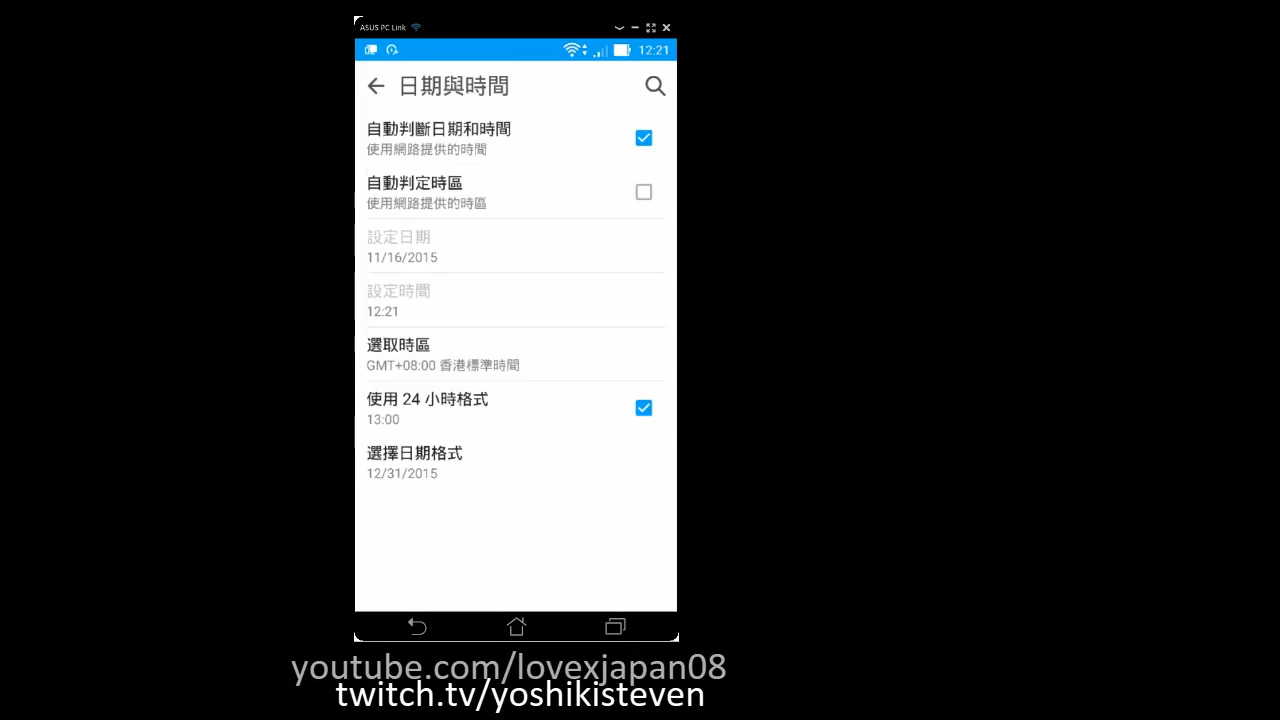 ASUS PC Link
12:21
日期與時間
自動判斷日期和時間
使用網路提供的時間
自動判定時區
使用網路提供的時區
設定日期
11/16/2015
設定時間
12:21
選取時區
GMT+08:00 香港標準時間
使用 24 小時格式
13:00
選擇日期格式
12/31/2015
youtube.com/lovexjapan08
twitch.tv/yoshikisteven